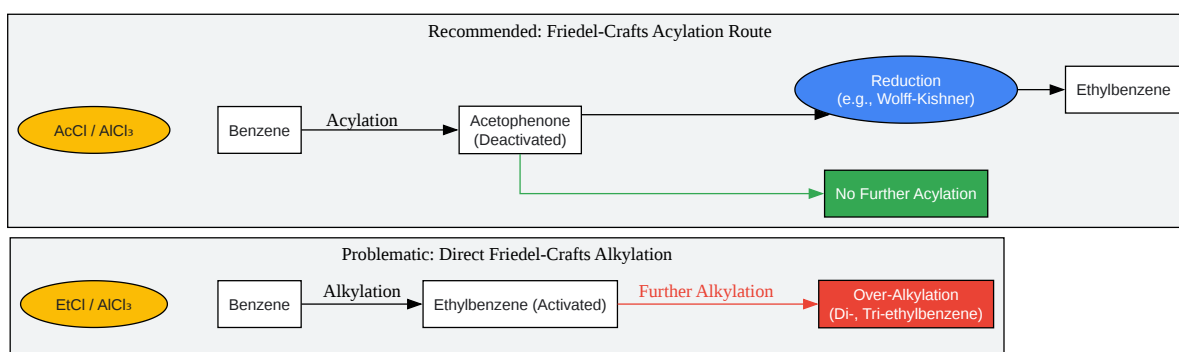 Recommended: Friedel-Crafts Acylation Route
AcCl / AlCl₃
Benzene
Acylation
Acetophenone
(Deactivated)
Reduction
(e.g., Wolff-Kishner)
Ethylbenzene
No Further Acylation
Problematic: Direct Friedel-Crafts Alkylation
EtCl / AlCl₃
Benzene
Alkylation
Ethylbenzene (Activated)
Further Alkylation
Over-Alkylation
(Di-, Tri-ethylbenzene)